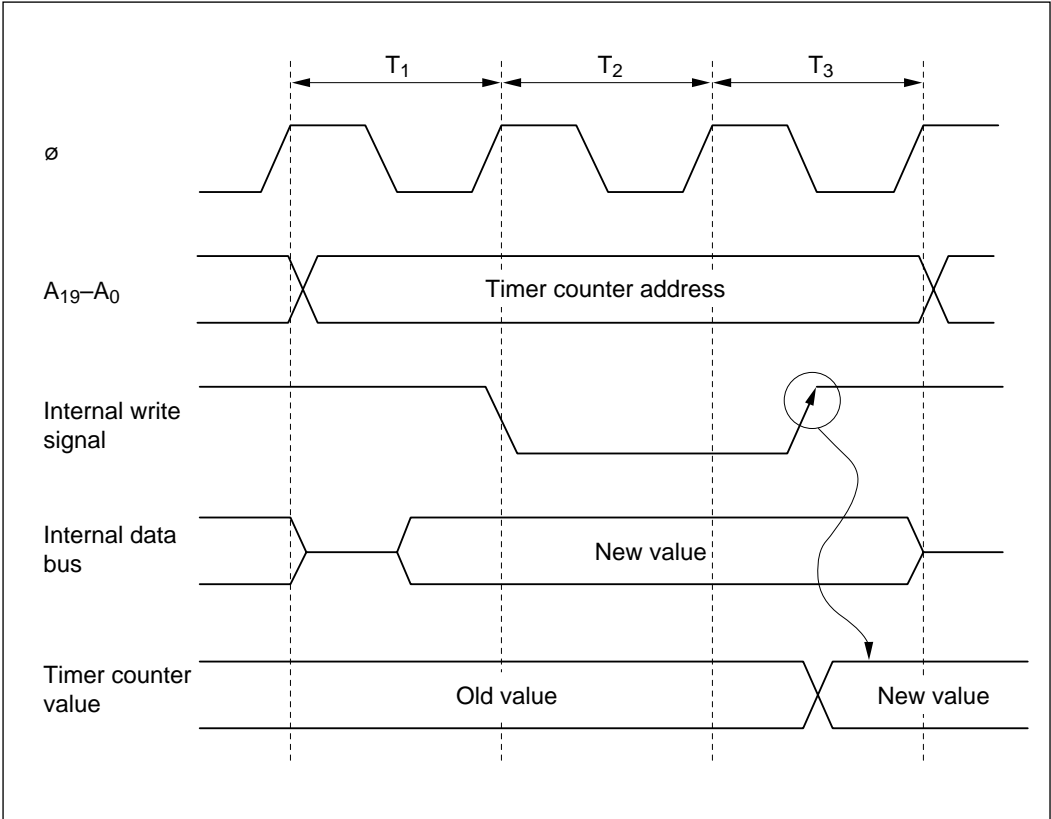 T1 T2 T3
ø
A19–A0
Timer counter address
Internal write
signal
Internal data
bus
New value
Timer counter
value
Old value
New value